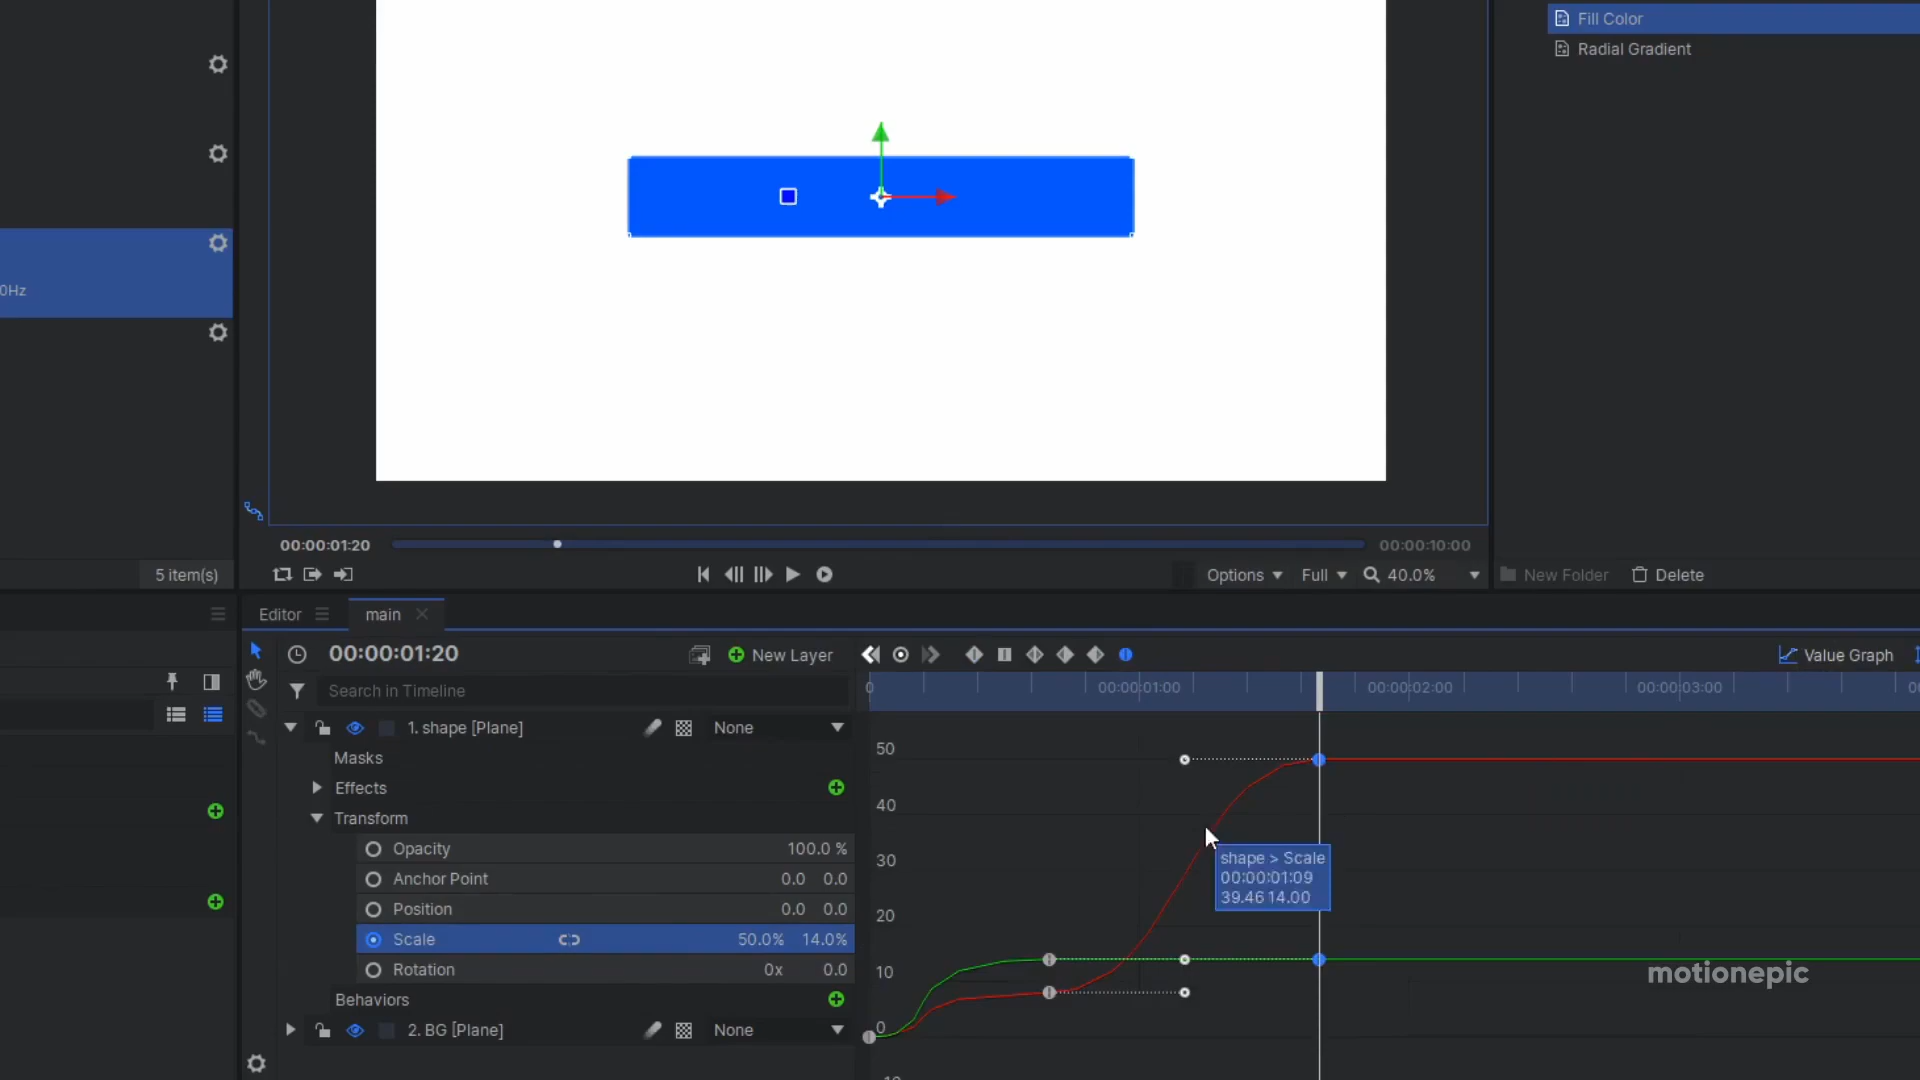 Fill Color
Radial Gradient
0Hz
00:00:01:20
00:00:10:00
5 item(s)
Options
Full
40.0%
New Folder
Delete
Editor
main
00:00:01:20
New Layer
Value Graph
Search in Timeline
0
00:00:01:00
00:00:02:00
00:00:03:00
1. shape [Plane]
None
Masks
50
Effects
Transform
40
Opacity
100.0 %
shape > Scale
30
Anchor Point
0.0 0.0
00:00:01:09
39.46 14.00
Position
0.0 0.0
20
Scale
50.0% 14.0%
Rotation
0x 0.0
10
motionepic
Behaviors
2. BG [Plane]
None
0